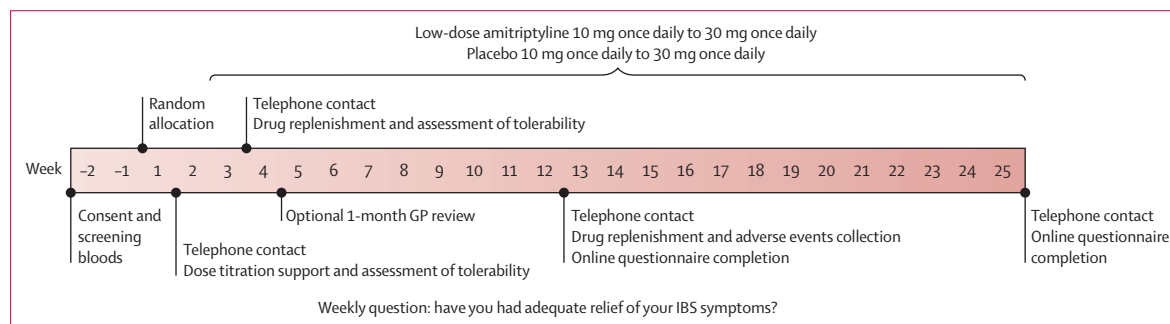 Low-dose amitriptyline 10 mg once daily to 30 mg once daily
Placebo 10 mg once daily to 30 mg once daily
Random
allocation
Telephone contact
Drug replenishment and assessment of tolerability
Week –2 –1 1 2 3 4 5 6 7 8 9 10 11 12 13 14 15 16 17 18 19 20 21 22 23 24 25
Consent and
screening
bloods
Telephone contact
Dose titration support and assessment of tolerability
Optional 1-month GP review
Telephone contact
Drug replenishment and adverse events collection
Online questionnaire completion
Telephone contact
Online questionnaire
completion
Weekly question: have you had adequate relief of your IBS symptoms?